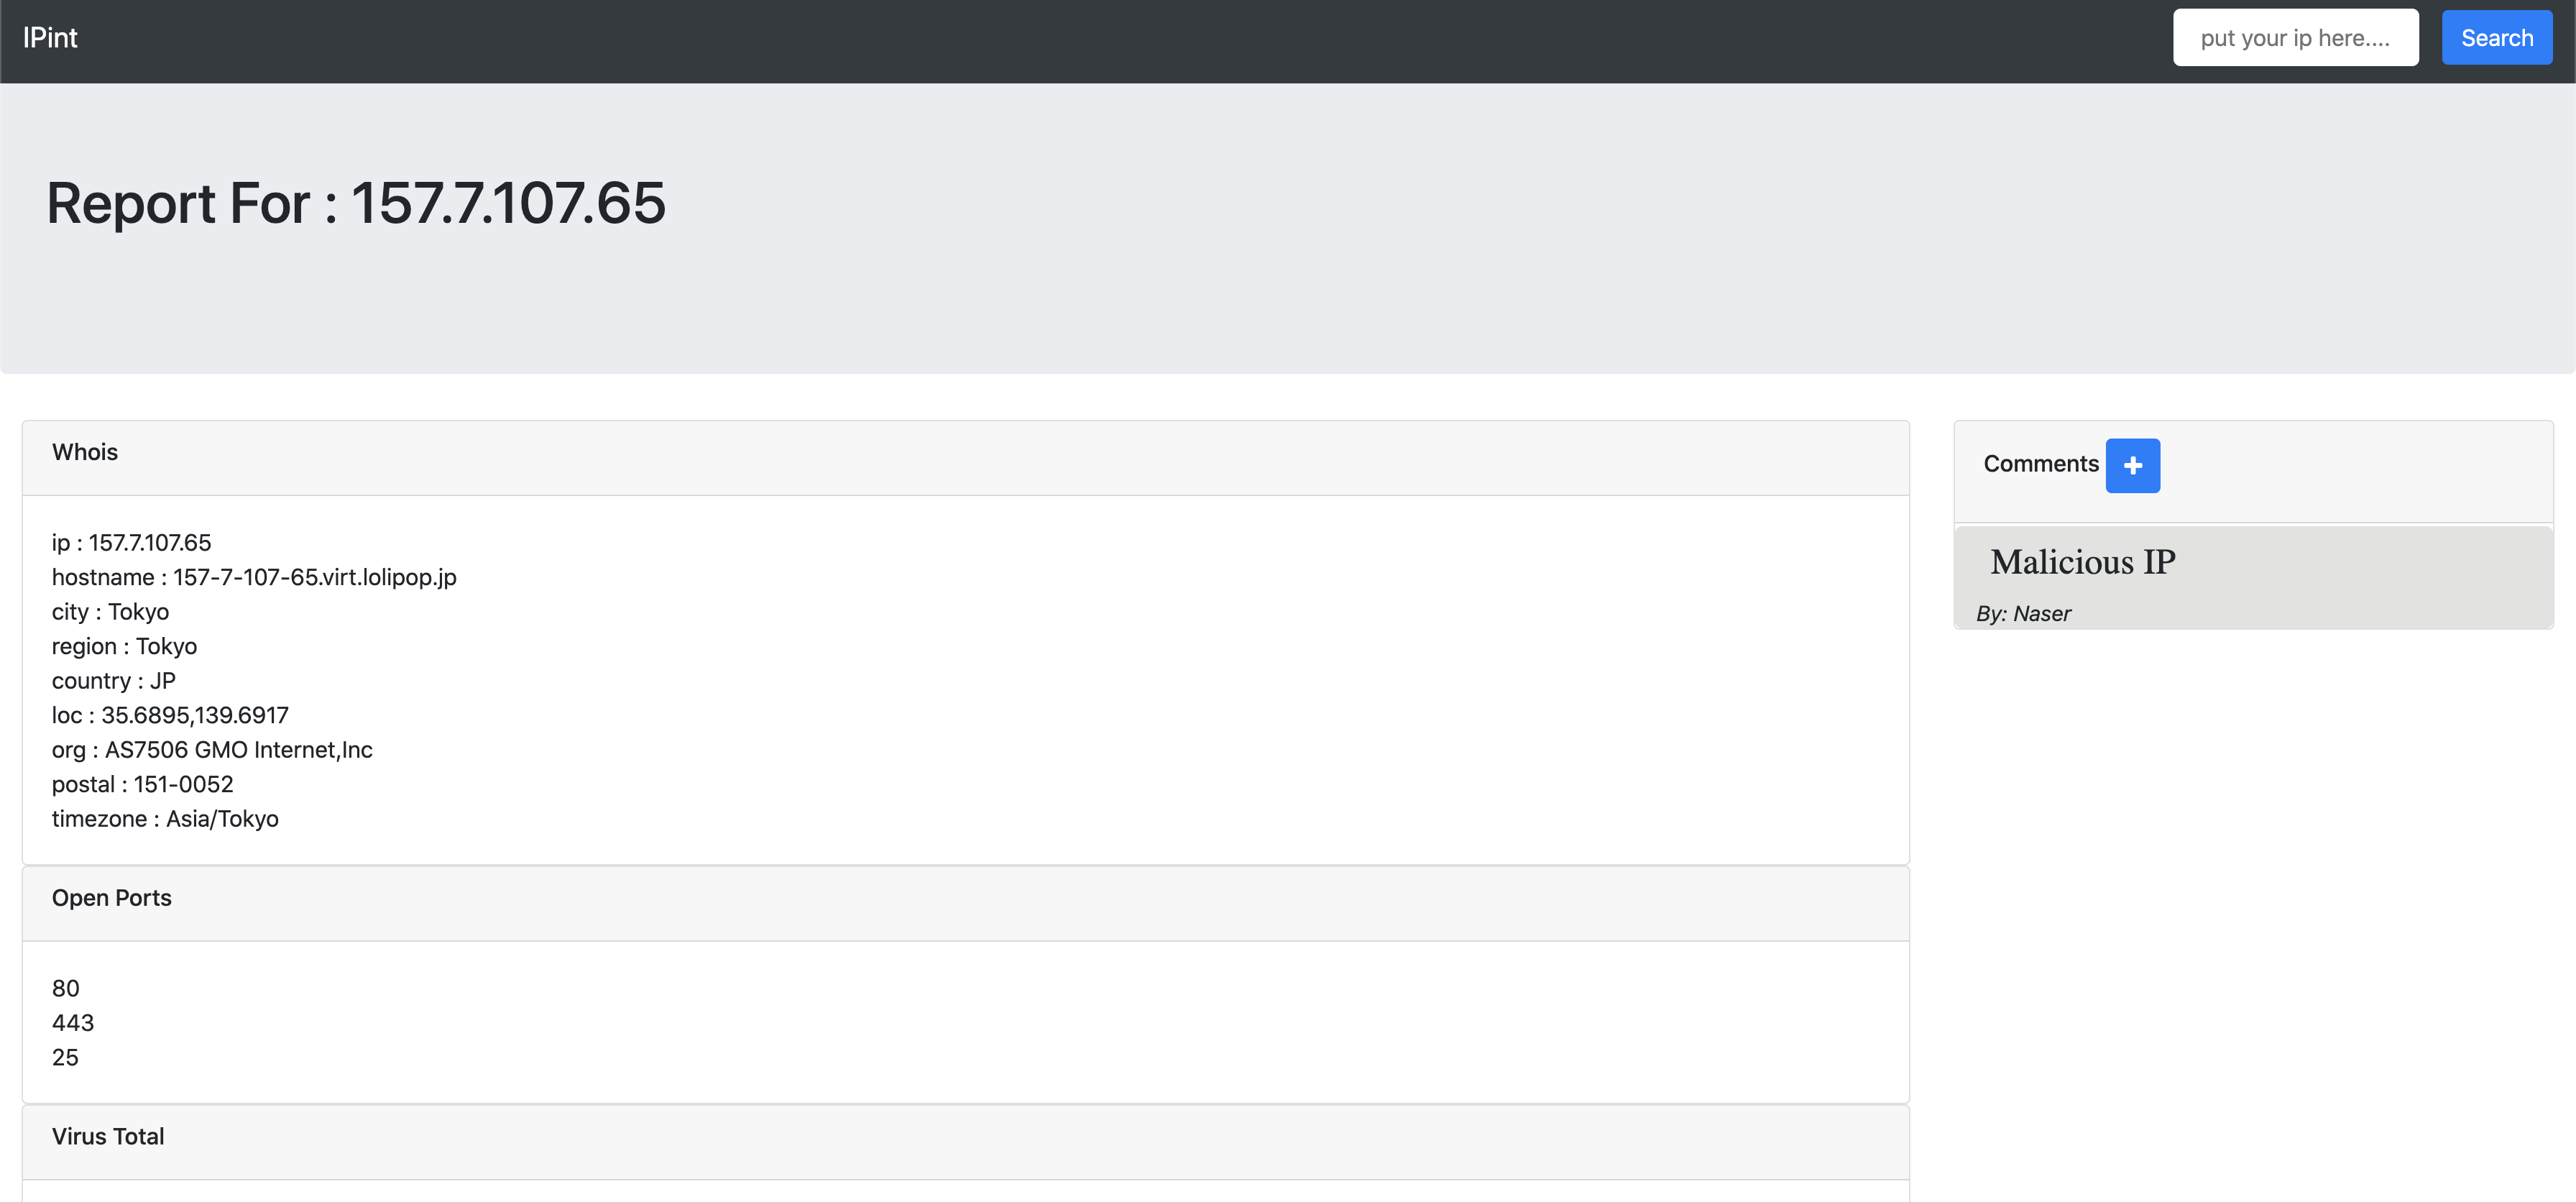 IPint
put your ip here....
Search
Report For : 157.7.107.65
Whois
ip : 157.7.107.65
hostname : 157-7-107-65.virt.lolipop.jp
city : Tokyo
region : Tokyo
country : JP
loc : 35.6895,139.6917
org : AS7506 GMO Internet,Inc
postal : 151-0052
timezone : Asia/Tokyo
Open Ports
80
443
25
Virus Total
Comments
Malicious IP
By: Naser